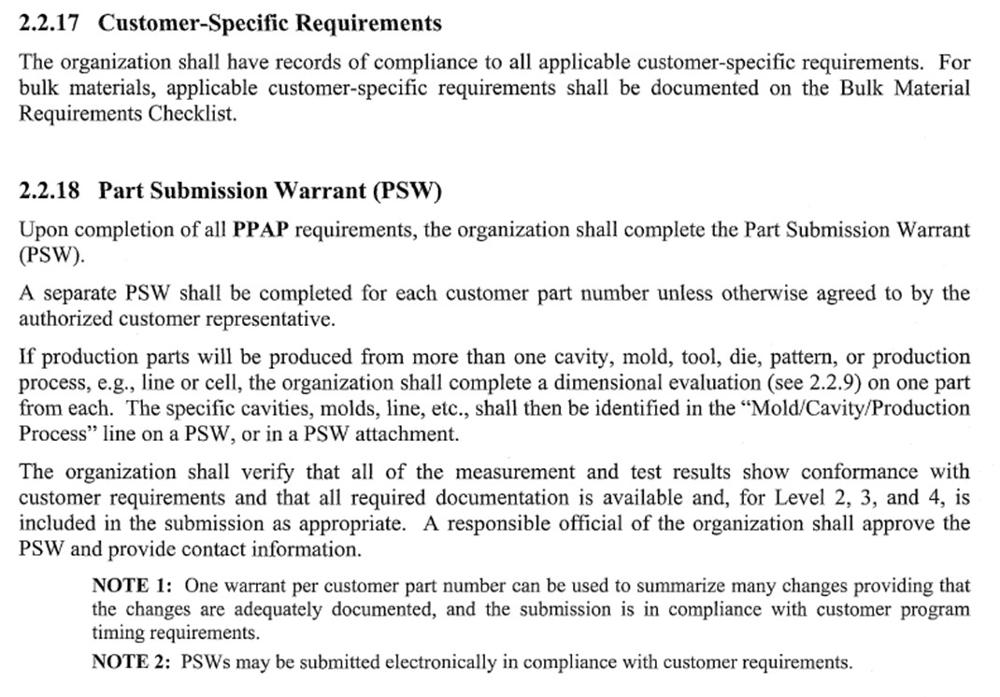 2.2.17 Customer-Specific Requirements
The organization shall have records of compliance to all applicable customer-specific requirements. For
bulk materials, applicable customer-specific requirements shall be documented on the Bulk Material
Requirements Checklist.
2.2.18 Part Submission Warrant (PSW)
Upon completion of all PPAP requirements, the organization shall complete the Part Submission Warrant
(PSW).
A separate PSW shall be completed for each customer part number unless otherwise agreed to by the
authorized customer representative.
If production parts will be produced from more than one cavity, mold, tool, die, pattern, or production
process, e.g., line or cell, the organization shall complete a dimensional evaluation (see 2.2.9) on one part
from each. The specific cavities, molds, line, etc., shall then be identified in the “Mold/Cavity/Production
Process” line on a PSW, or in a PSW attachment.
The organization shall verify that all of the measurement and test results show conformance with
customer requirements and that all required documentation is available and, for Level 2, 3, and 4, is
included in the submission as appropriate. A responsible official of the organization shall approve the
PSW and provide contact information.
NOTE 1: One warrant per customer part number can be used to summarize many changes providing that
the changes are adequately documented, and the submission is in compliance with customer program
timing requirements.
NOTE 2: PSWs may be submitted electronically in compliance with customer requirements.